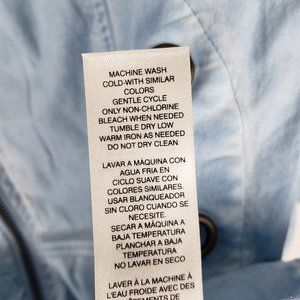 MACHINE WASH
COLD-WITH SIMILAR
COLORS
GENTLE CYCLE
ONLY NON-CHLORINE
BLEACH WHEN NEEDED
TUMBLE DRY LOW
WARM IRON AS NEEDED
DO NOT DRY CLEAN
LAVAR A MÁQUINA CON
AGUA FRIA EN
CICLO SUAVE CON
COLORES SIMILARES,
USAR BLANQUEADOR
SIN CLORO CUANDO SE
NECESITE.
SECAR A MÁQUINA A
BAJA TEMPERATURA
PLANCHAR A BAJA
TEMPERATURA
NO LAVAR EN SECO
LAVER À LA MACHINE À
L'EAU FROIDE AVEC DES
VÊTEMENTS DE